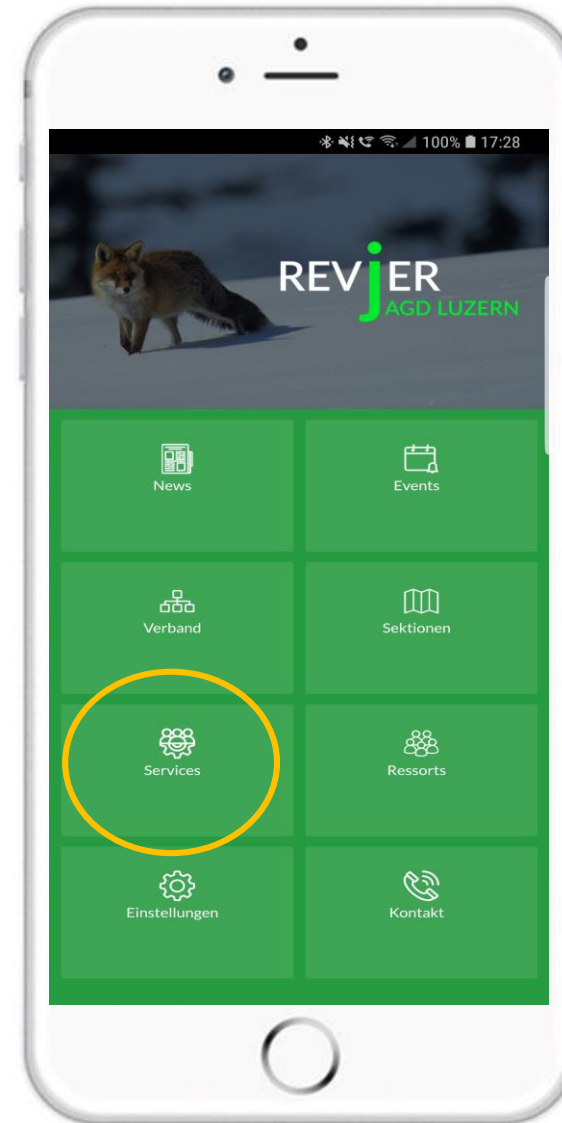 100% 17:28
REVjER
JAGD LUZERN
News
Events
Verband
Sektionen
Services
Ressorts
Einstellungen
Kontakt